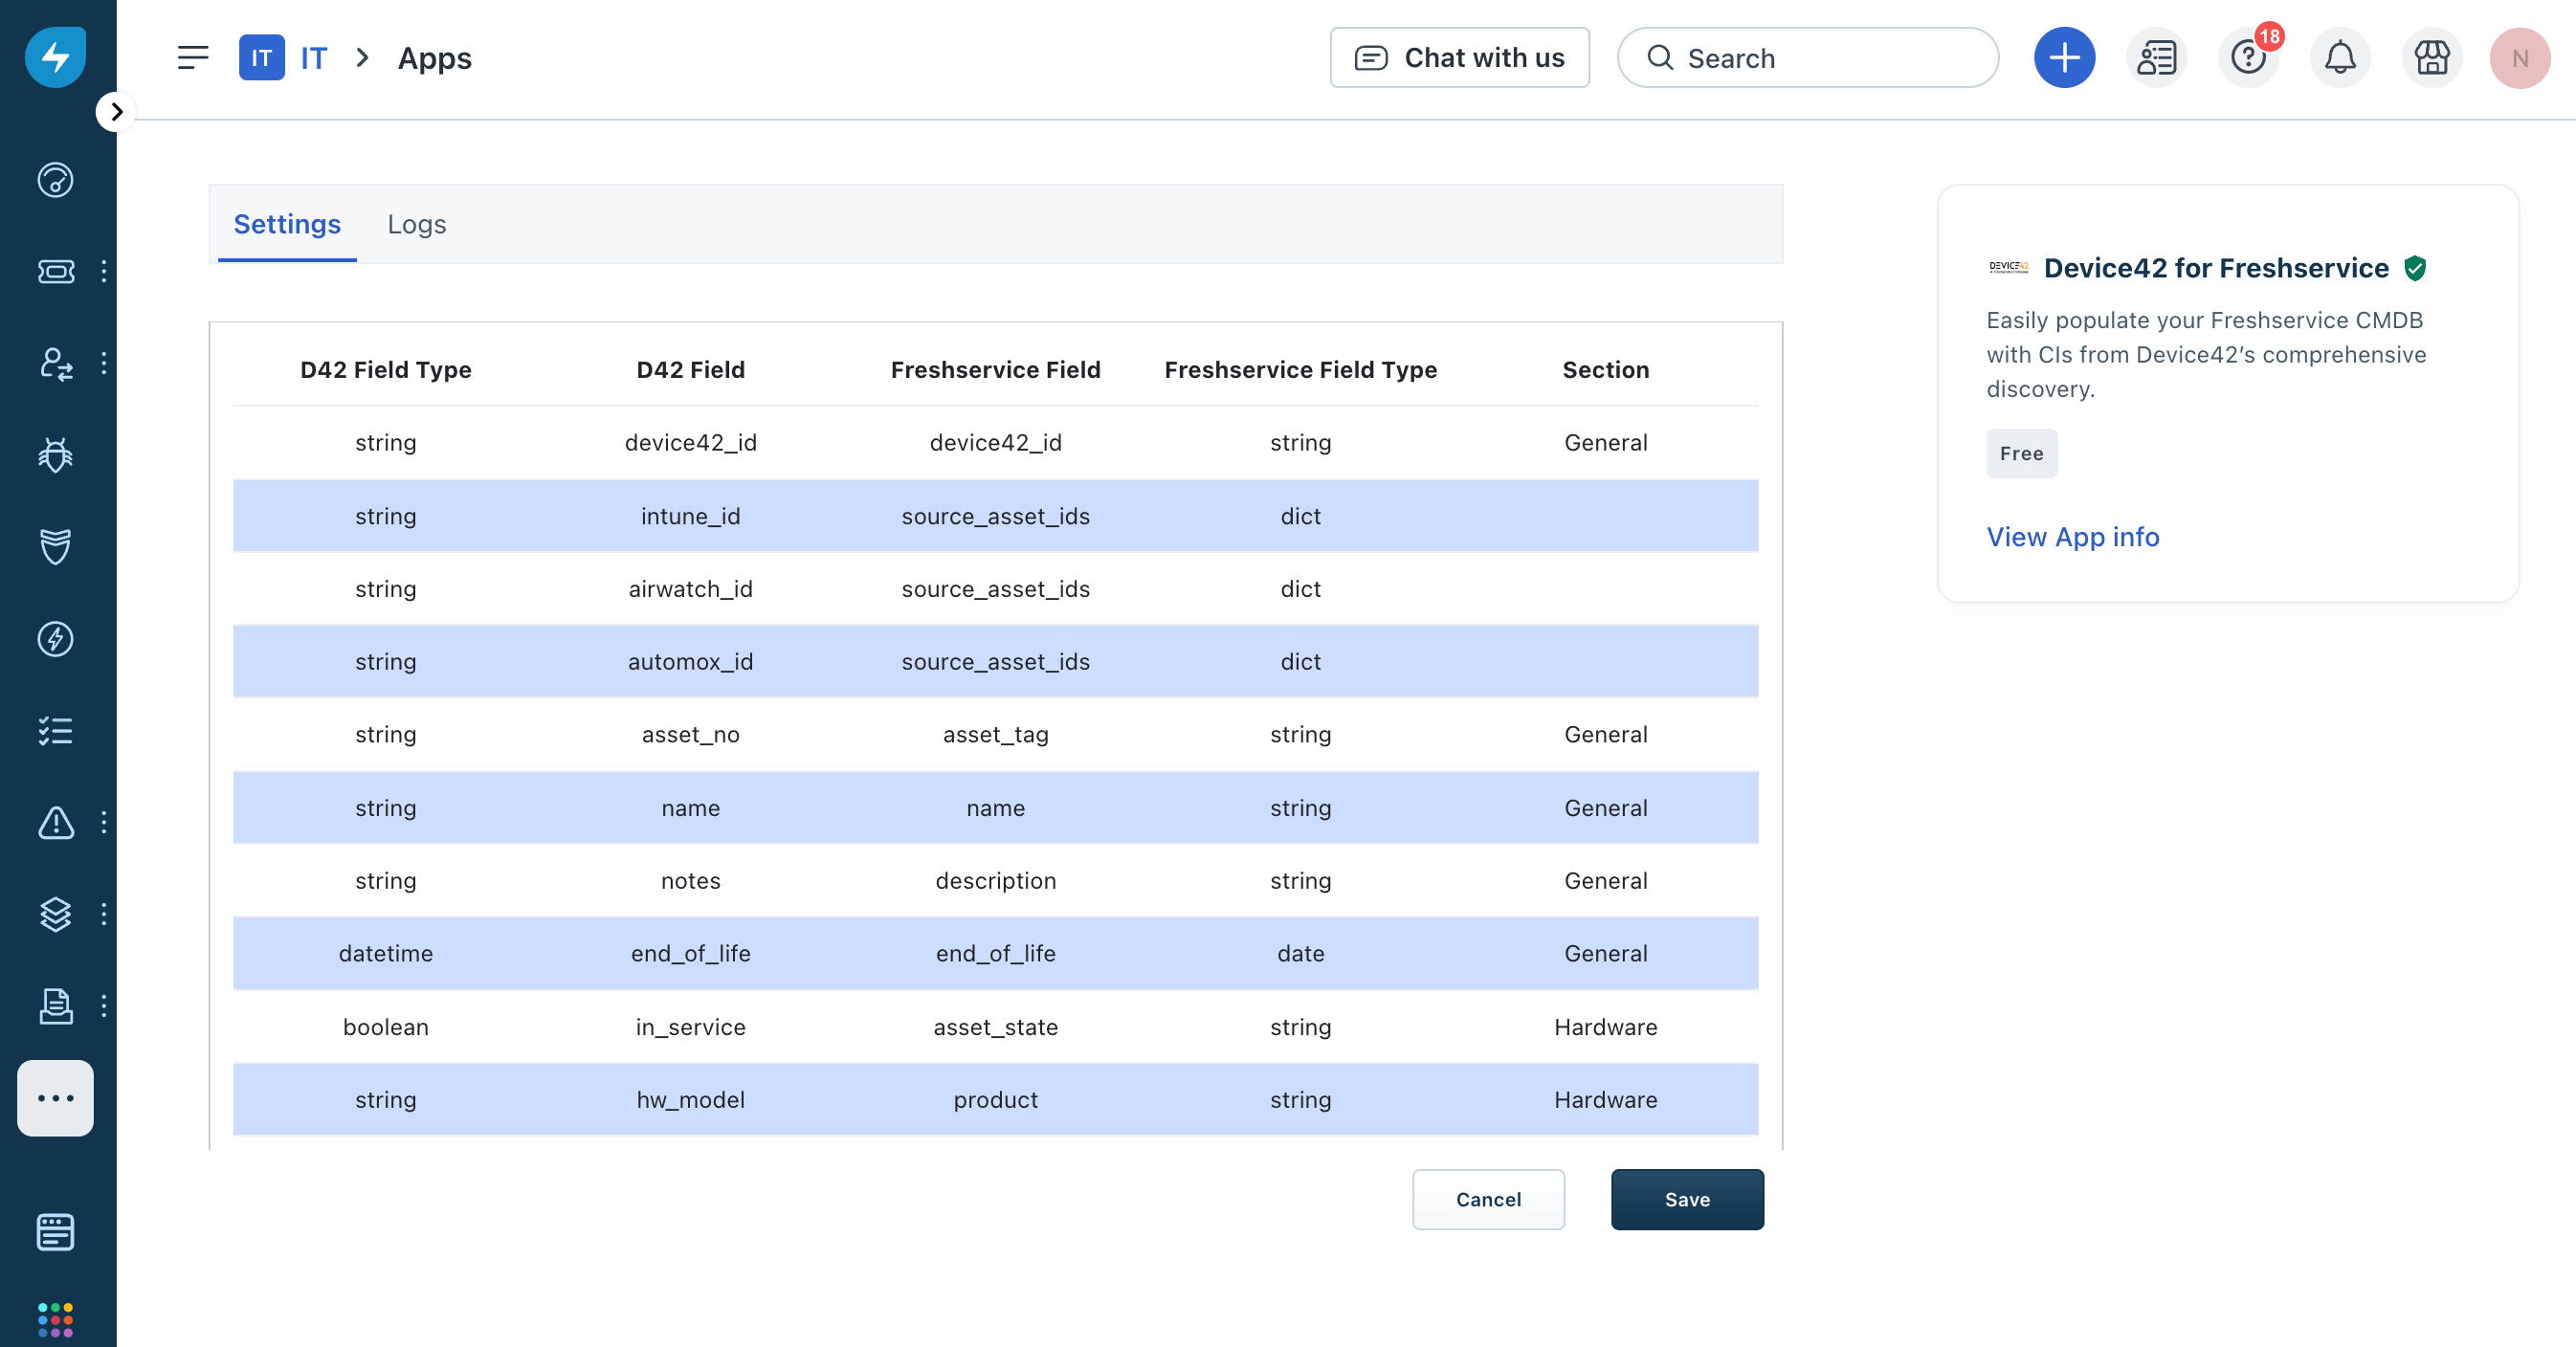 IT IT > Apps Chat with us Search 18 N
Settings Logs
D42 Field Type D42 Field Freshservice Field Freshservice Field Type Section
string device42_id device42_id string General
string intune_id source_asset_ids dict
string airwatch_id source_asset_ids dict
string automox_id source_asset_ids dict
string asset_no asset_tag string General
string name name string General
string notes description string General
datetime end_of_life end_of_life date General
boolean in_service asset_state string Hardware
string hw_model product string Hardware
Cancel Save
DEVICE42 Device42 for Freshservice
Easily populate your Freshservice CMDB
with CIs from Device42’s comprehensive
discovery.
Free
View App info